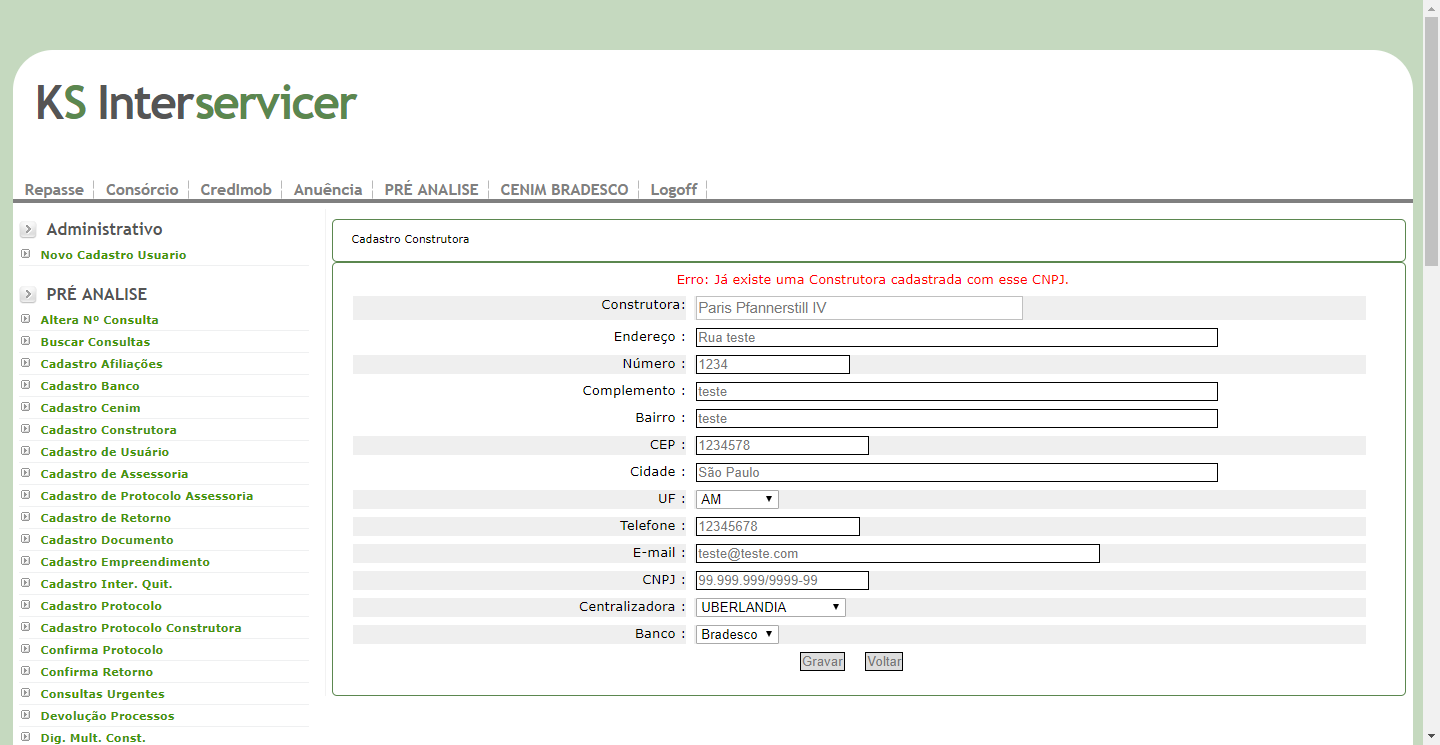 KS Interservicer
Repasse Consórcio CredImob Anuência PRÉ ANALISE CENIM BRADESCO Logoff
Administrativo
Novo Cadastro Usuario
PRÉ ANALISE
Altera Nº Consulta
Buscar Consultas
Cadastro Afiliações
Cadastro Banco
Cadastro Cenim
Cadastro Construtora
Cadastro de Usuário
Cadastro de Assessoria
Cadastro de Protocolo Assessoria
Cadastro de Retorno
Cadastro Documento
Cadastro Empreendimento
Cadastro Inter. Quit.
Cadastro Protocolo
Cadastro Protocolo Construtora
Confirma Protocolo
Confirma Retorno
Consultas Urgentes
Devolução Processos
Dig. Mult. Const.
Cadastro Construtora
Erro: Já existe uma Construtora cadastrada com esse CNPJ.
Construtora: Paris Pfannerstill IV
Endereço : Rua teste
Número : 1234
Complemento : teste
Bairro : teste
CEP : 1234578
Cidade : São Paulo
UF : AM
Telefone : 12345678
E-mail : teste@teste.com
CNPJ : 99.999.999/9999-99
Centralizadora : UBERLANDIA
Banco : Bradesco
Gravar Voltar